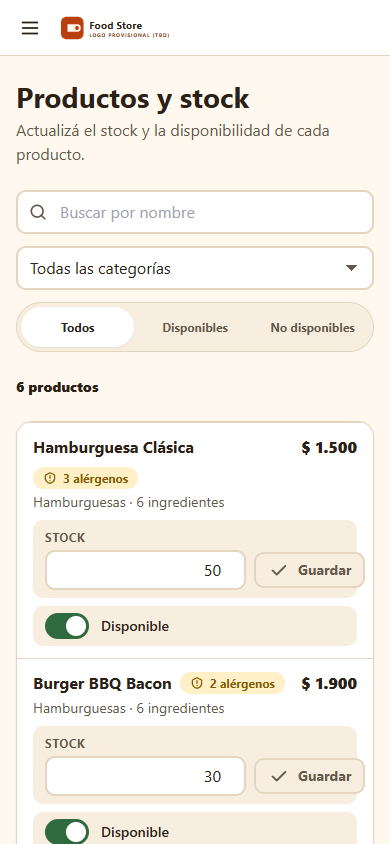 Food Store
LOGO PROVISIONAL (TBD)
Productos y stock
Actualizá el stock y la disponibilidad de cada
producto.
Buscar por nombre
Todas las categorías
Todos Disponibles No disponibles
6 productos
Hamburguesa Clásica $ 1.500
3 alérgenos
Hamburguesas · 6 ingredientes
STOCK
50 Guardar
Disponible
Burger BBQ Bacon 2 alérgenos $ 1.900
Hamburguesas · 6 ingredientes
STOCK
30 Guardar
Disponible